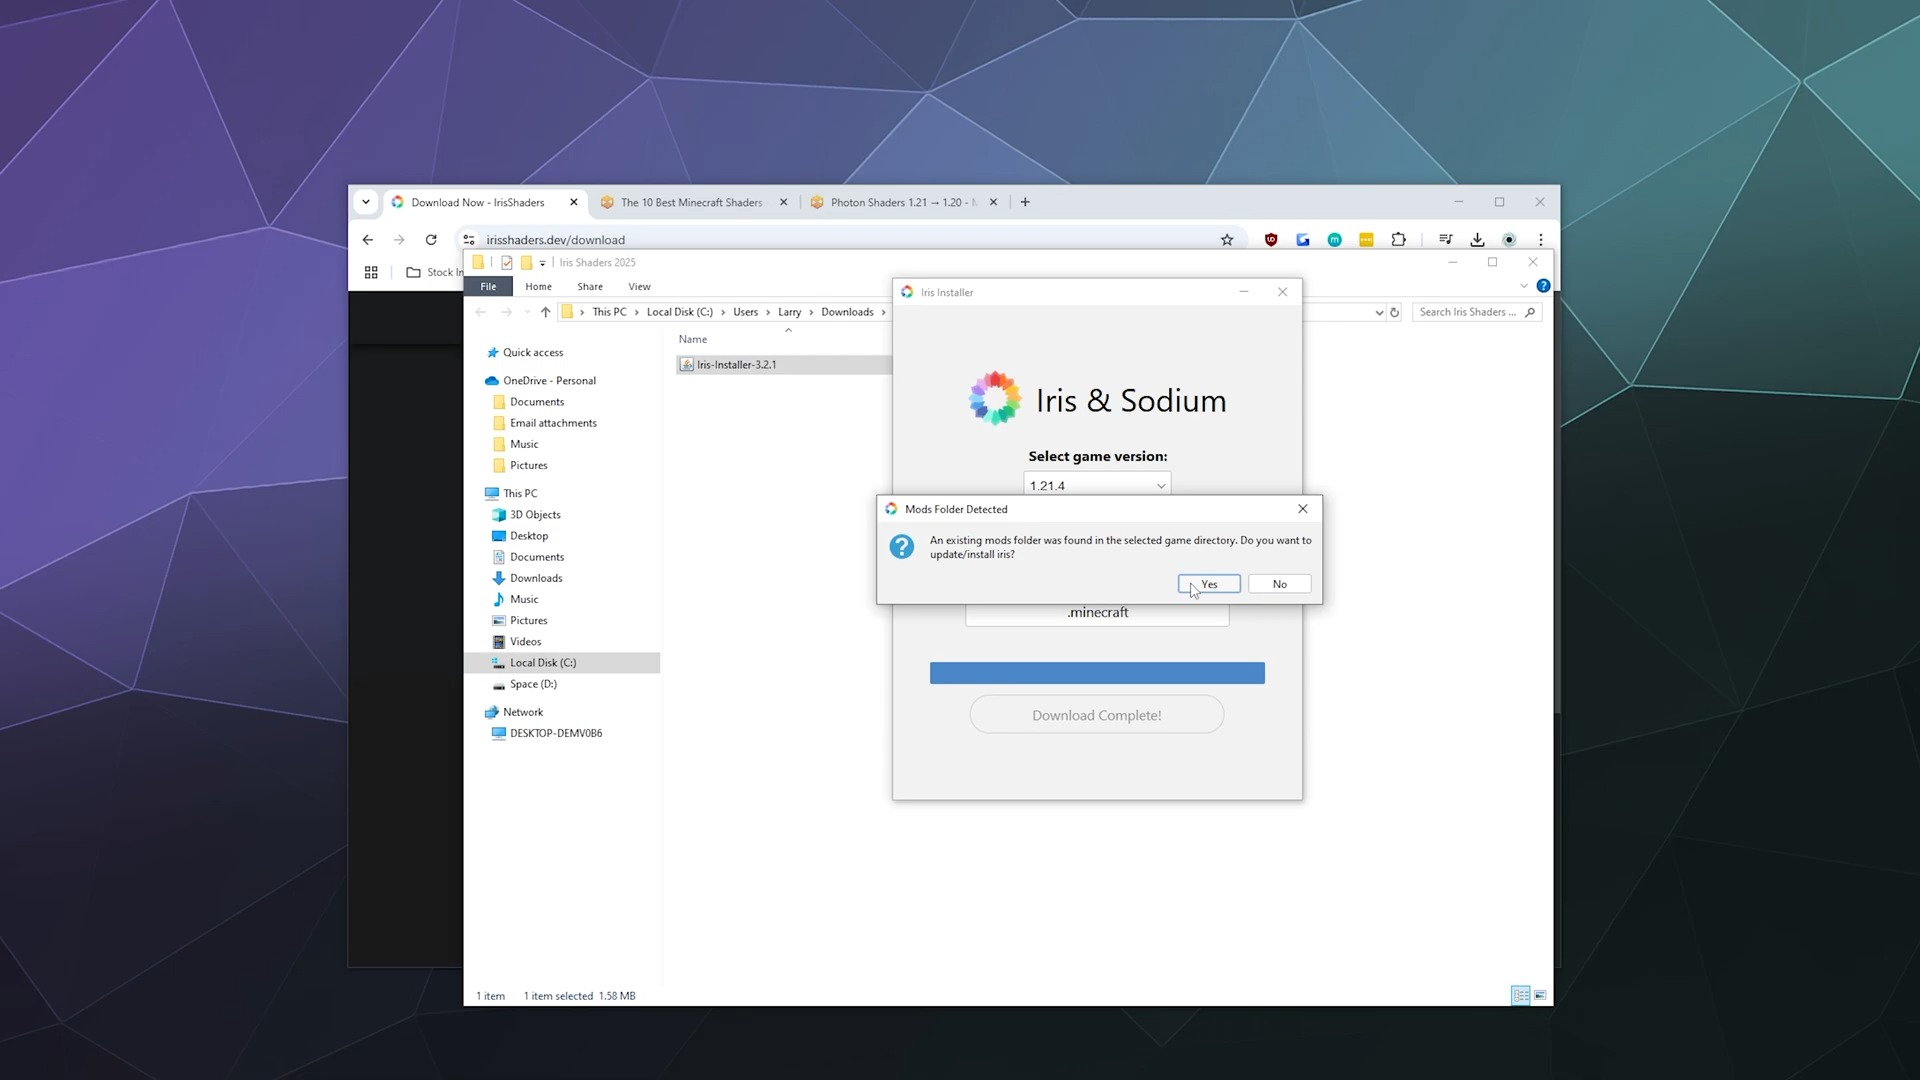 Download Now - IrisShaders
The 10 Best Minecraft Shaders
Photon Shaders 1.21 → 1.20 -
irisshaders.dev/download
Stock In
Iris Shaders 2025
File
Home
Share
View
This PC
Local Disk (C:)
Users
Larry
Downloads
Search Iris Shaders ...
Name
Iris-Installer-3.2.1
Quick access
OneDrive - Personal
Documents
Email attachments
Music
Pictures
This PC
3D Objects
Desktop
Documents
Downloads
Music
Pictures
Videos
Local Disk (C:)
Space (D:)
Network
DESKTOP-DEMV0B6
1 item
1 item selected 1.58 MB
Iris Installer
Iris & Sodium
Select game version:
1.21.4
Mods Folder Detected
An existing mods folder was found in the selected game directory. Do you want to
update/install iris?
Yes
No
.minecraft
Download Complete!